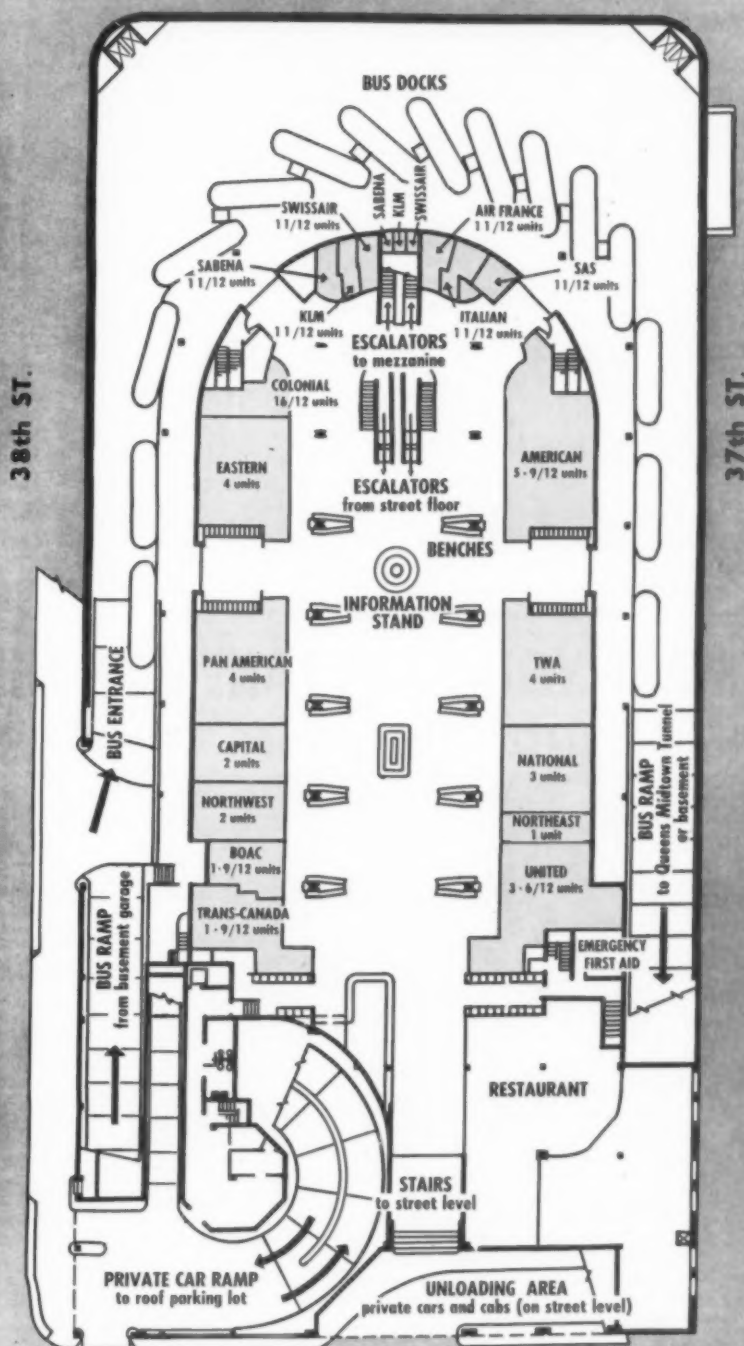 BUS DOCKS
SABENA
KLM
SWISSAIR
SWISSAIR
11/12 units
AIR FRANCE
11/12 units
SABENA
11/12 units
SAS
11/12 units
KLM
11/12 units
ITALIAN
11/12 units
ESCALATORS
to mezzanine
COLONIAL
16/12 units
38th ST.
37th ST.
EASTERN
4 units
AMERICAN
5-9/12 units
ESCALATORS
from street floor
BENCHES
INFORMATION
STAND
PAN AMERICAN
4 units
TWA
4 units
BUS ENTRANCE
CAPITAL
2 units
NATIONAL
3 units
BUS RAMP
to Queens Midtown Tunnel
or basement
NORTHWEST
2 units
NORTHEAST
1 unit
BOAC
1-9/12 units
UNITED
3-6/12 units
TRANS-CANADA
1-9/12 units
BUS RAMP
from basement garage
EMERGENCY
FIRST AID
RESTAURANT
STAIRS
to street level
PRIVATE CAR RAMP
to roof parking lot
UNLOADING AREA
private cars and cabs (on street level)